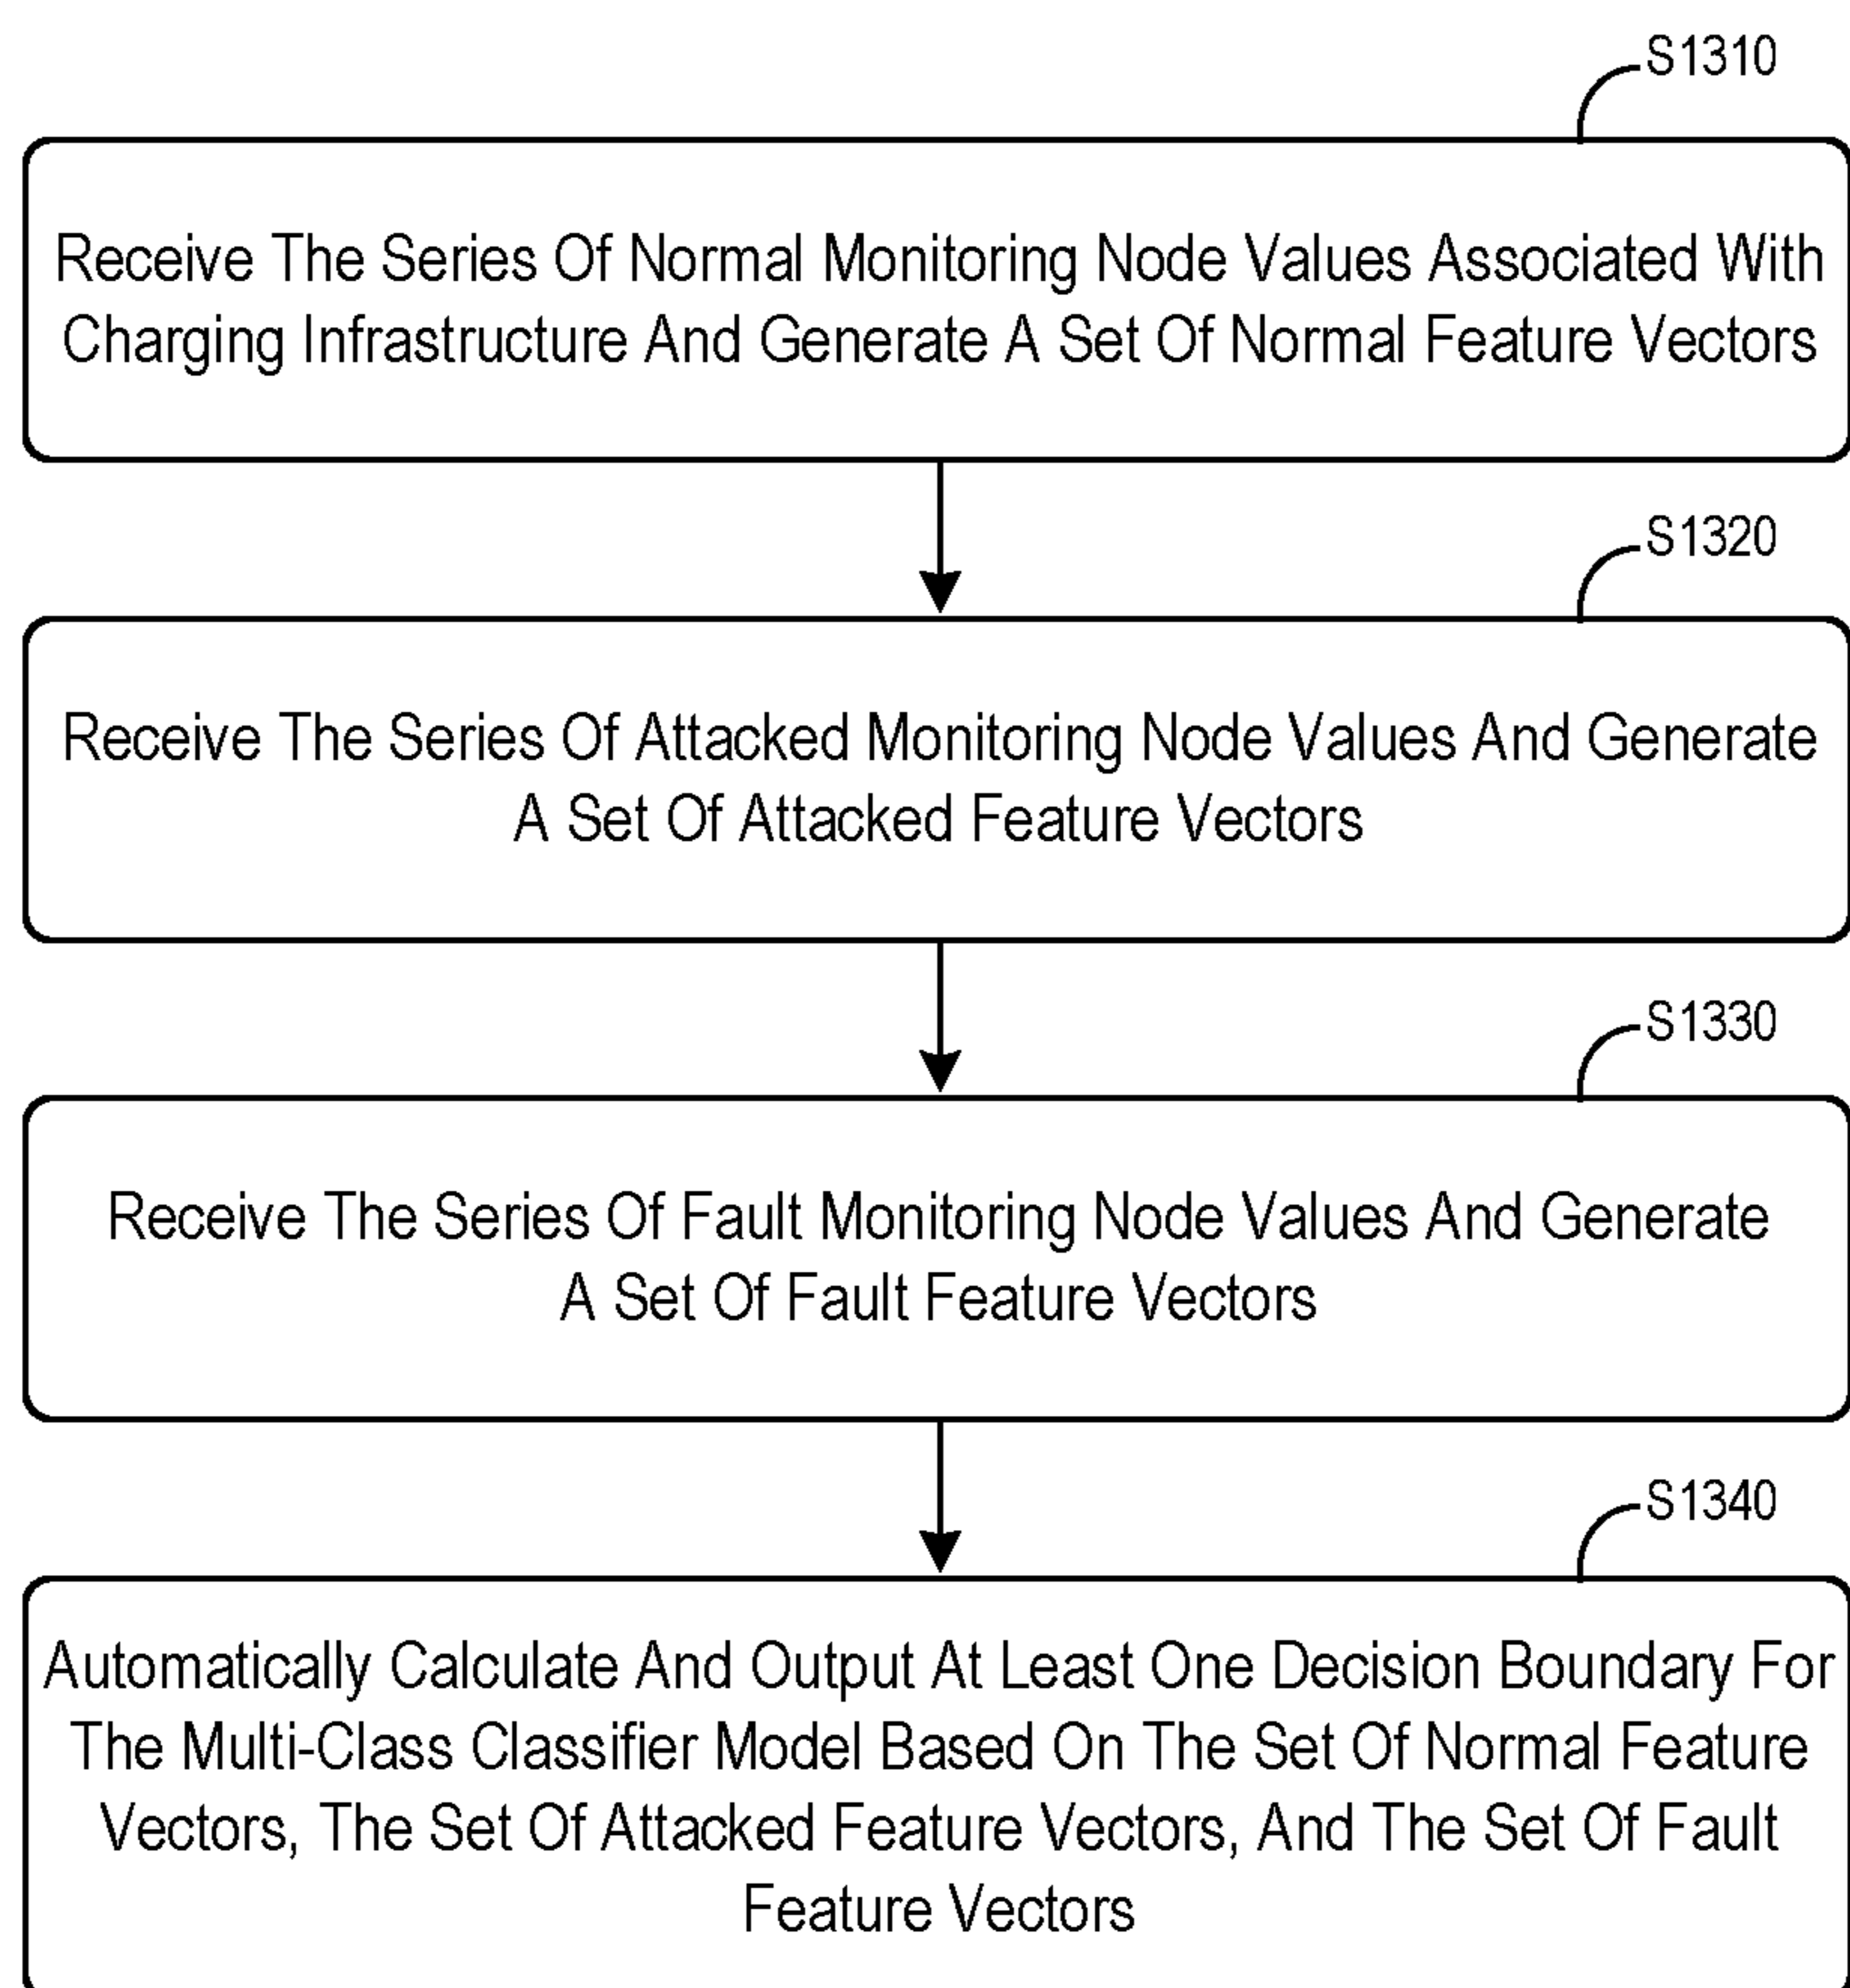 S1310
Receive The Series Of Normal Monitoring Node Values Associated With
Charging Infrastructure And Generate A Set Of Normal Feature Vectors
S1320
Receive The Series Of Attacked Monitoring Node Values And Generate
A Set Of Attacked Feature Vectors
S1330
Receive The Series Of Fault Monitoring Node Values And Generate
A Set Of Fault Feature Vectors
S1340
Automatically Calculate And Output At Least One Decision Boundary For
The Multi-Class Classifier Model Based On The Set Of Normal Feature
Vectors, The Set Of Attacked Feature Vectors, And The Set Of Fault
Feature Vectors